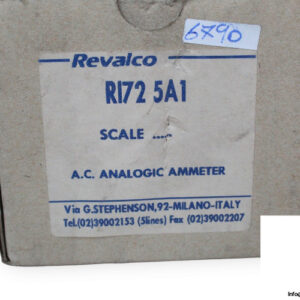 6790
Revalco
RI72 5A1
SCALE .....
A.C. ANALOGIC AMMETER
Via G.STEPHENSON,92-MILANO-ITALY
Tel.(02)39002153 (5lines) Fax (02)39002207